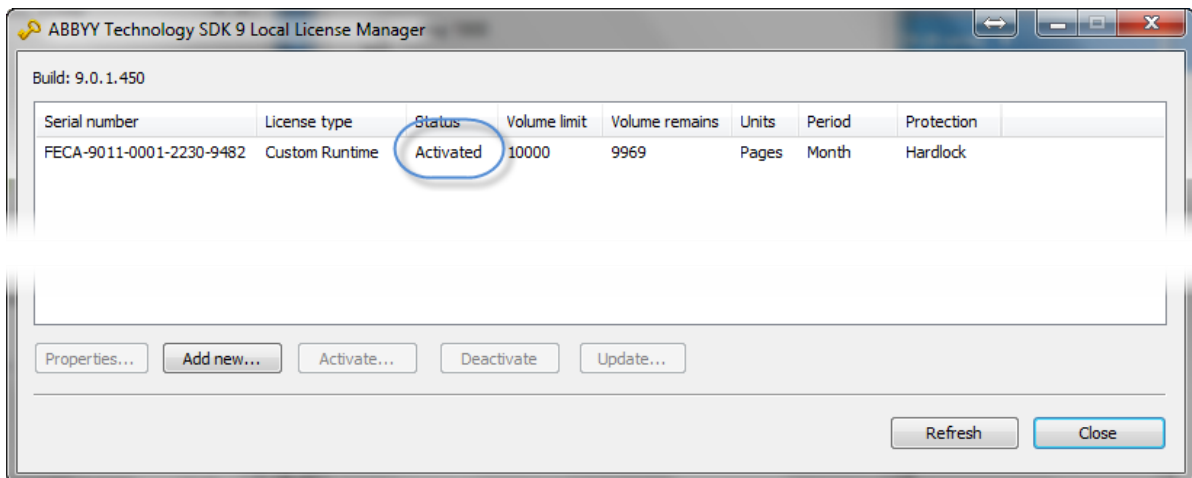 ABBYY Technology SDK 9 Local License Manager
Build: 9.0.1.450
Serial number License type Status Volume limit Volume remains Units Period Protection
FECA-9011-0001-2230-9482 Custom Runtime Activated 10000 9969 Pages Month Hardlock
Properties... Add new... Activate... Deactivate Update...
Refresh Close